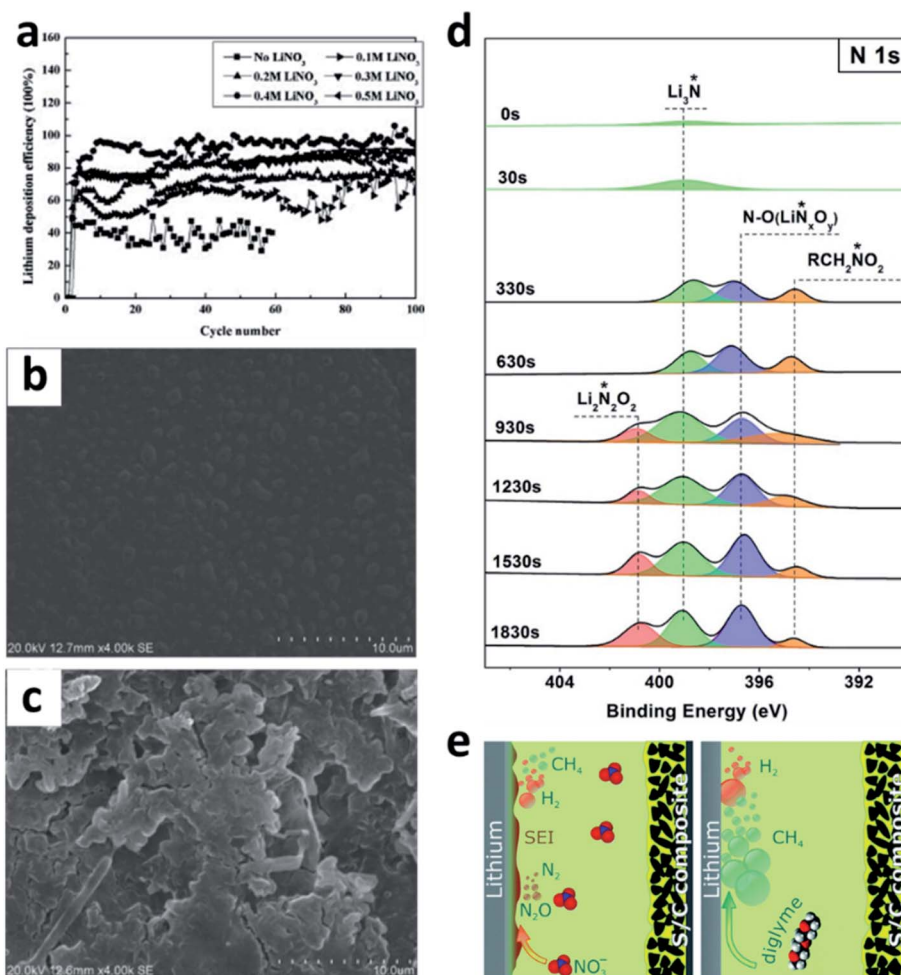 a
No LiNO3 0.1M LiNO3
0.2M LiNO3 0.3M LiNO3
0.4M LiNO3 0.5M LiNO3
Lithium deposition efficiency (100%)
160
140
120
100
80
60
40
20
0
0 20 40 60 80 100
Cycle number
b
20.0kV 12.7mm x4.00k SE 10.0um
c
20.0kV 12.6mm x4.00k SE 10.0um
d
N 1s
Li3N*
0s
30s
N-O(LiN*xOy)
RCH2N*O2
330s
630s
Li2N*2O2
930s
1230s
1530s
1830s
404 400 396 392
Binding Energy (eV)
e
Lithium
CH4
H2
SEI
N2
N2O
NO3−
S/C composite
Lithium
H2
CH4
diglyme
S/C composite